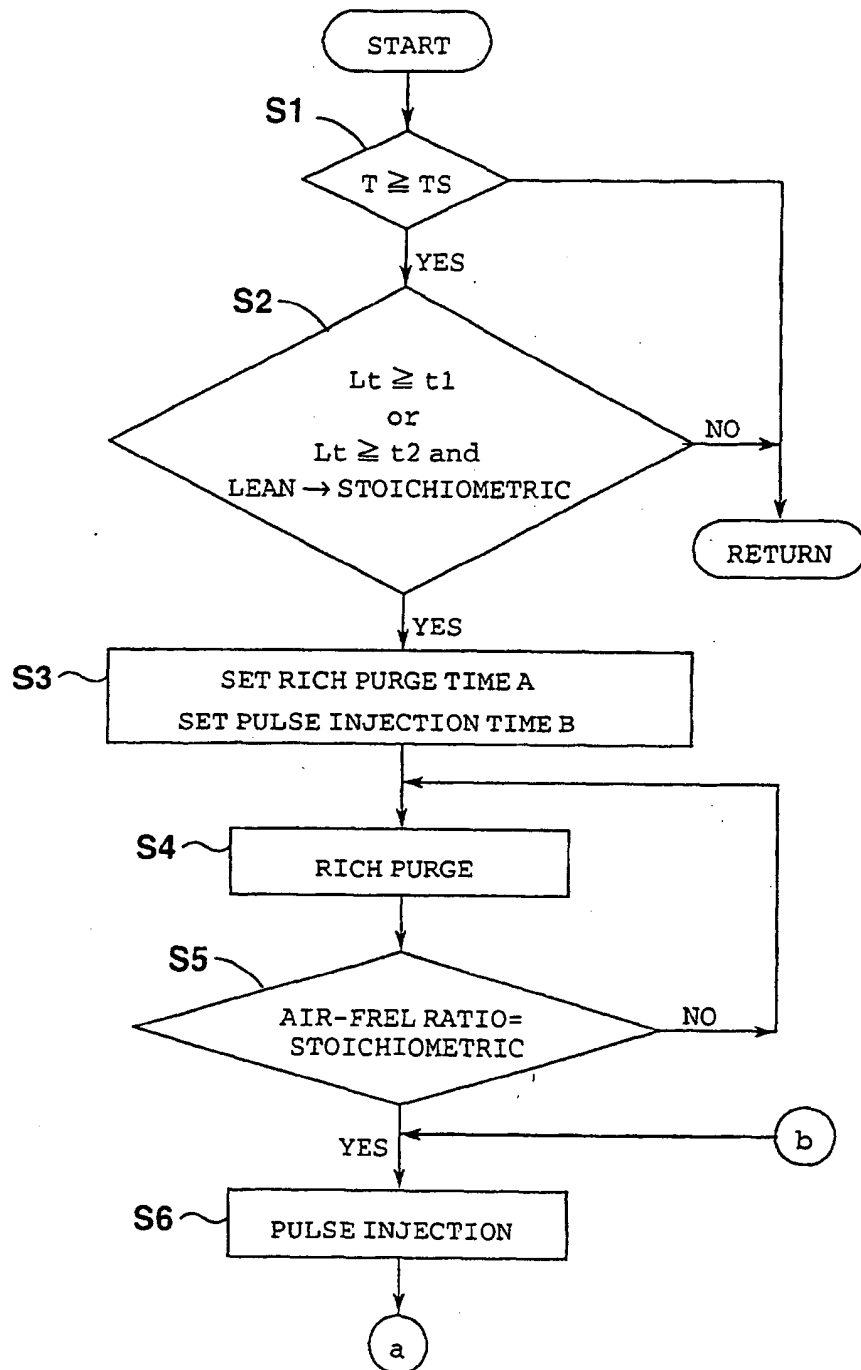 START
S1
T ≧ TS
YES
S2
Lt ≧ t1
or
Lt ≧ t2 and
LEAN → STOICHIOMETRIC
NO
RETURN
YES
S3
SET RICH PURGE TIME A
SET PULSE INJECTION TIME B
S4
RICH PURGE
S5
AIR-FREL RATIO=
STOICHIOMETRIC
NO
YES
b
S6
PULSE INJECTION
a